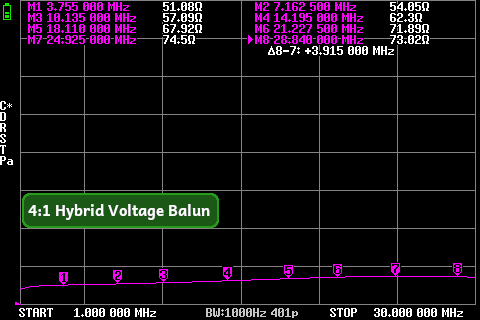 M1 3.755 000 MHz 51.08Ω M2 7.162 500 MHz 54.05Ω
M3 10.135 000 MHz 57.09Ω M4 14.195 000 MHz 62.3Ω
M5 18.110 000 MHz 67.92Ω M6 21.227 500 MHz 71.89Ω
M7 24.925 000 MHz 74.5Ω M8 28.840 000 MHz 73.02Ω
Δ8-7: +3.915 000 MHz
C*
D
R
S
T
Pa
4:1 Hybrid Voltage Balun
1 2 3 4 5 6 7 8
START 1.000 000 MHz BW:1000Hz 401p STOP 30.000 000 MHz